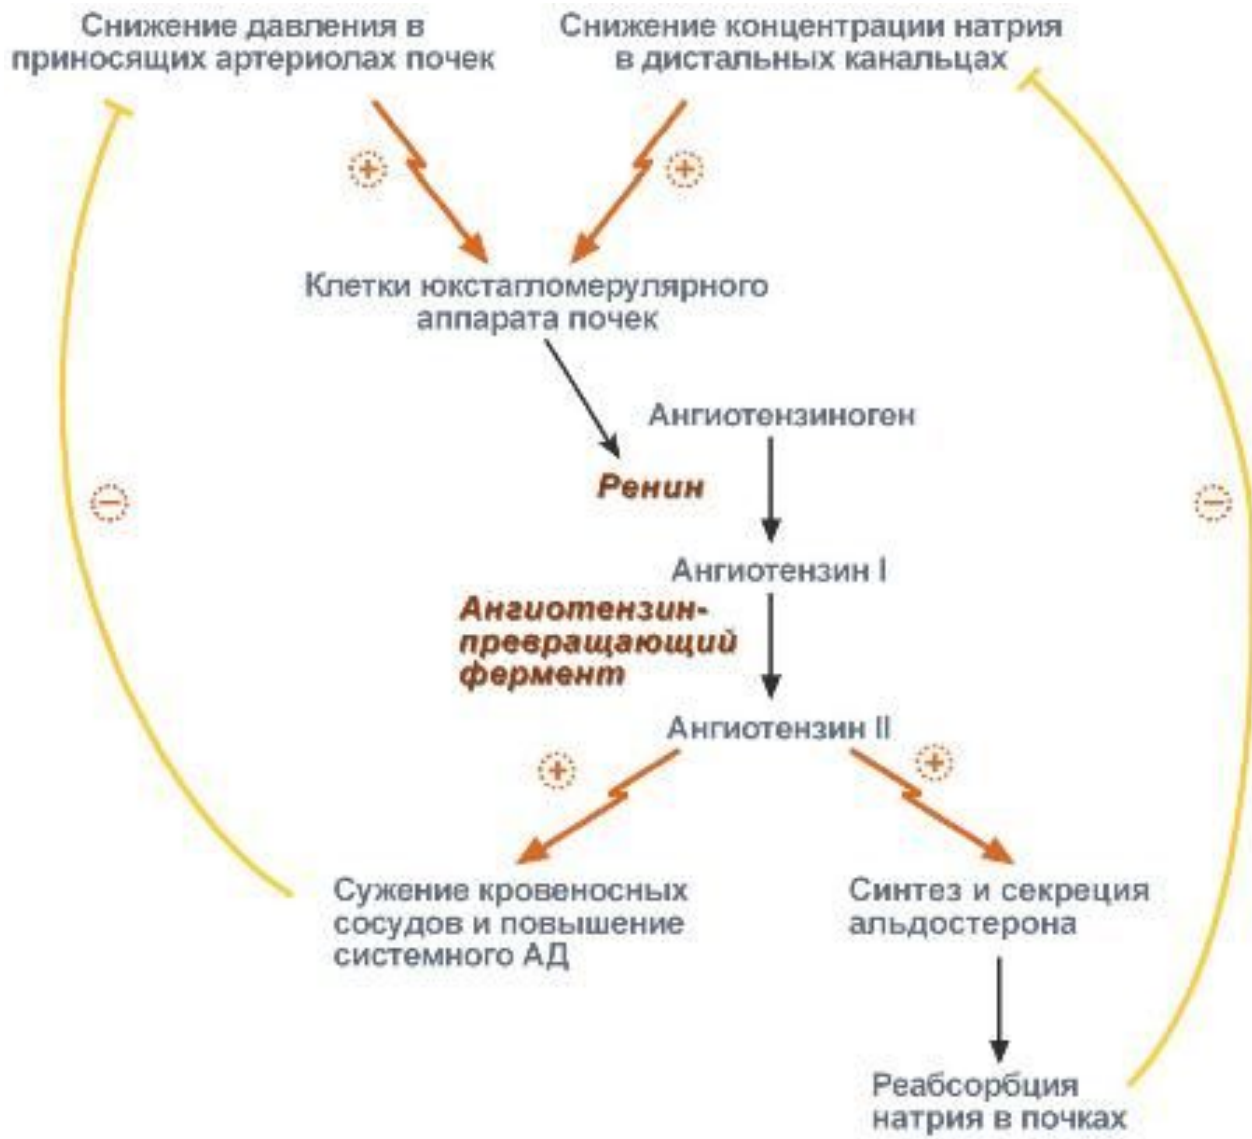 Снижение давления в
приносящих артериолах почек
Снижение концентрации натрия
в дистальных канальцах
+
+
Клетки юкстагломерулярного
аппарата почек
Ангиотензиноген
Ренин
−
−
Ангиотензин I
Ангиотензин-
превращающий
фермент
Ангиотензин II
+
+
Сужение кровеносных
сосудов и повышение
системного АД
Синтез и секреция
альдостерона
Реабсорбция
натрия в почках